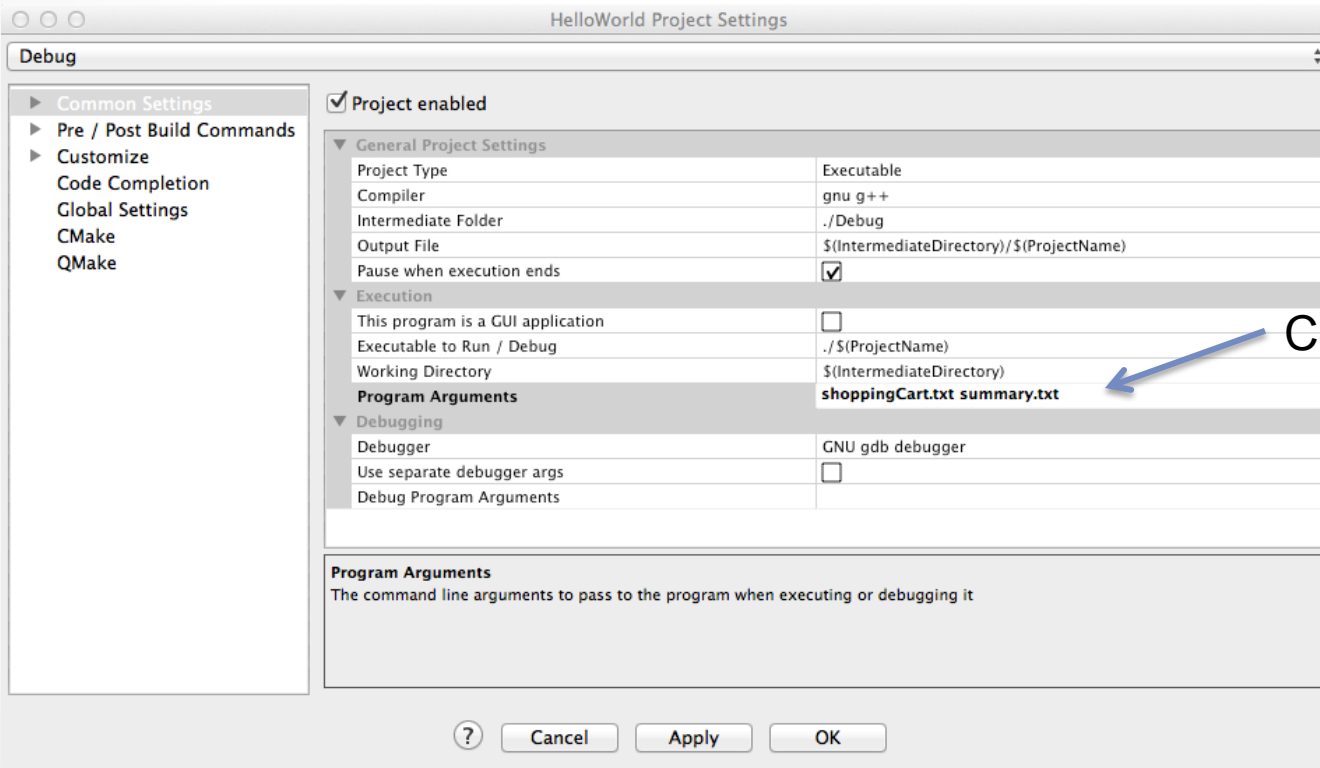 HelloWorld Project Settings
Debug
Common Settings
Pre / Post Build Commands
Customize
Code Completion
Global Settings
CMake
QMake
Project enabled
General Project Settings
Project Type Executable
Compiler gnu g++
Intermediate Folder ./Debug
Output File $(IntermediateDirectory)/$(ProjectName)
Pause when execution ends
Execution
This program is a GUI application
Executable to Run / Debug ./$(ProjectName)
Working Directory $(IntermediateDirectory)
Program Arguments shoppingCart.txt summary.txt
Debugging
Debugger GNU gdb debugger
Use separate debugger args
Debug Program Arguments
C
Program Arguments
The command line arguments to pass to the program when executing or debugging it
? Cancel Apply OK